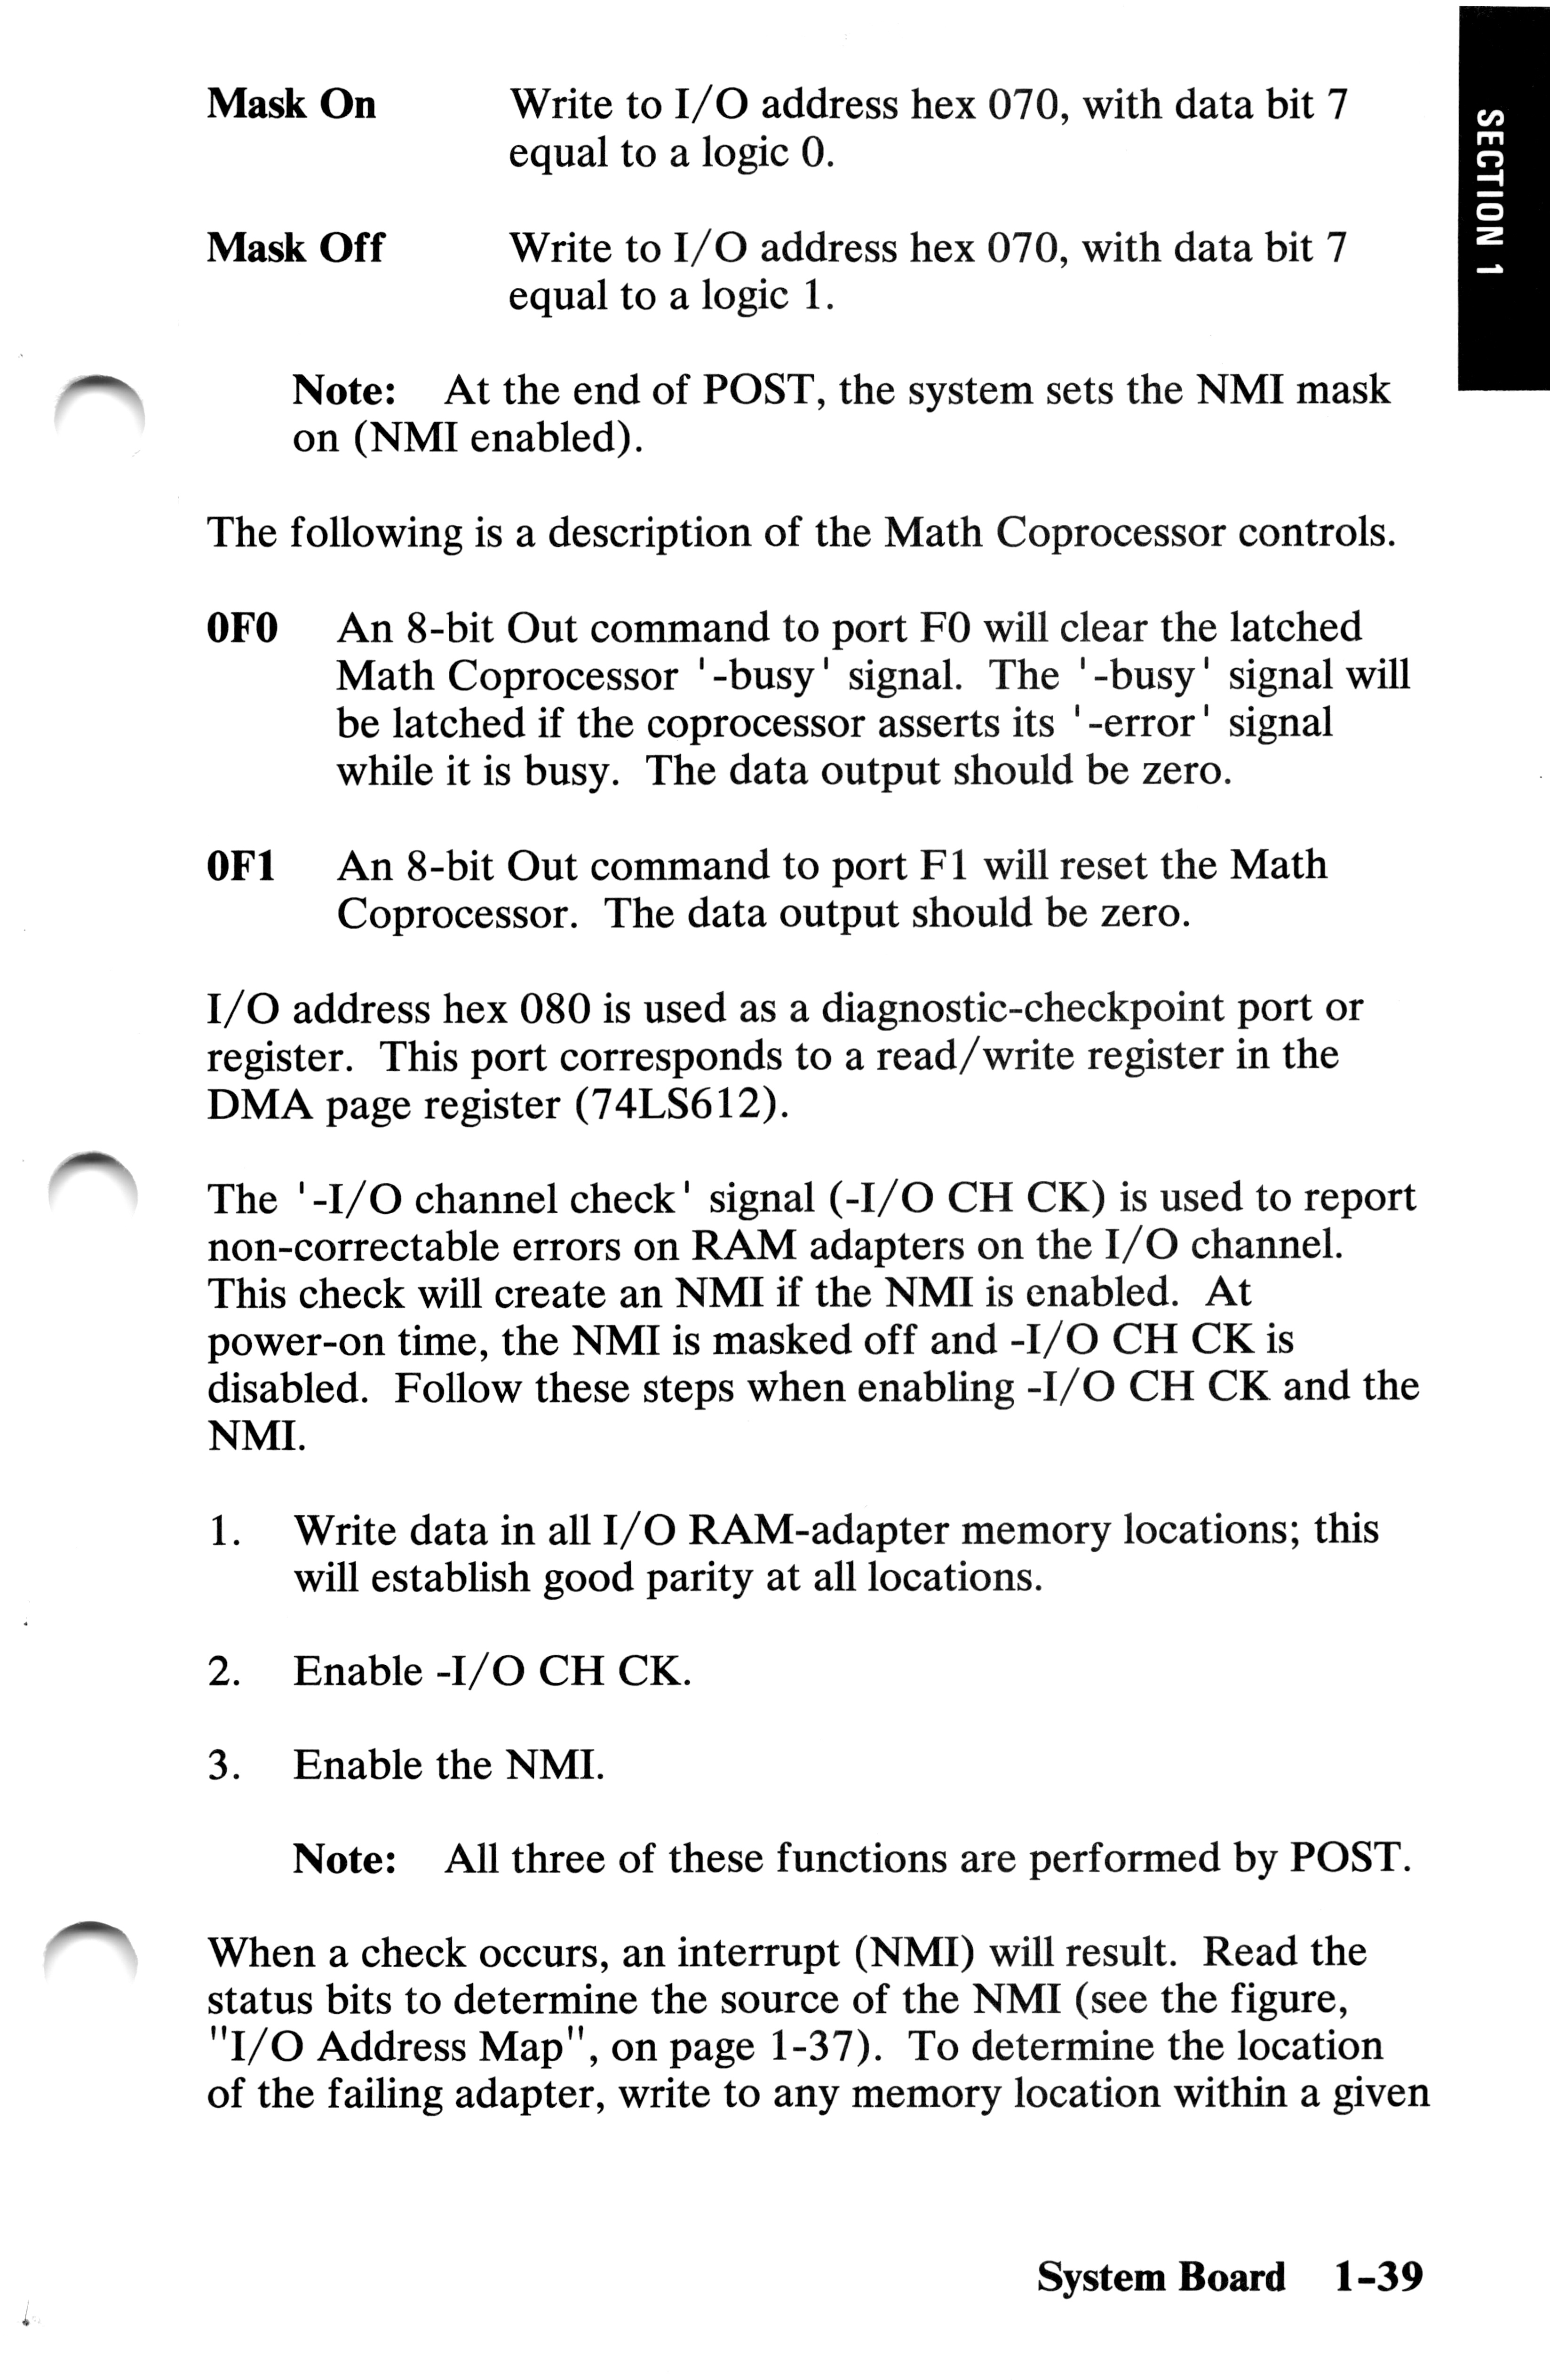 SECTION 1
Mask On Write to I/O address hex 070, with data bit 7
equal to a logic 0.
Mask Off Write to I/O address hex 070, with data bit 7
equal to a logic 1.
Note: At the end of POST, the system sets the NMI mask
on (NMI enabled).
The following is a description of the Math Coprocessor controls.
0F0 An 8-bit Out command to port F0 will clear the latched
Math Coprocessor '-busy' signal. The '-busy' signal will
be latched if the coprocessor asserts its '-error' signal
while it is busy. The data output should be zero.
0F1 An 8-bit Out command to port F1 will reset the Math
Coprocessor. The data output should be zero.
I/O address hex 080 is used as a diagnostic-checkpoint port or
register. This port corresponds to a read/write register in the
DMA page register (74LS612).
The '-I/O channel check' signal (-I/O CH CK) is used to report
non-correctable errors on RAM adapters on the I/O channel.
This check will create an NMI if the NMI is enabled. At
power-on time, the NMI is masked off and -I/O CH CK is
disabled. Follow these steps when enabling -I/O CH CK and the
NMI.
1. Write data in all I/O RAM-adapter memory locations; this
will establish good parity at all locations.
2. Enable -I/O CH CK.
3. Enable the NMI.
Note: All three of these functions are performed by POST.
When a check occurs, an interrupt (NMI) will result. Read the
status bits to determine the source of the NMI (see the figure,
"I/O Address Map", on page 1-37). To determine the location
of the failing adapter, write to any memory location within a given
System Board 1-39